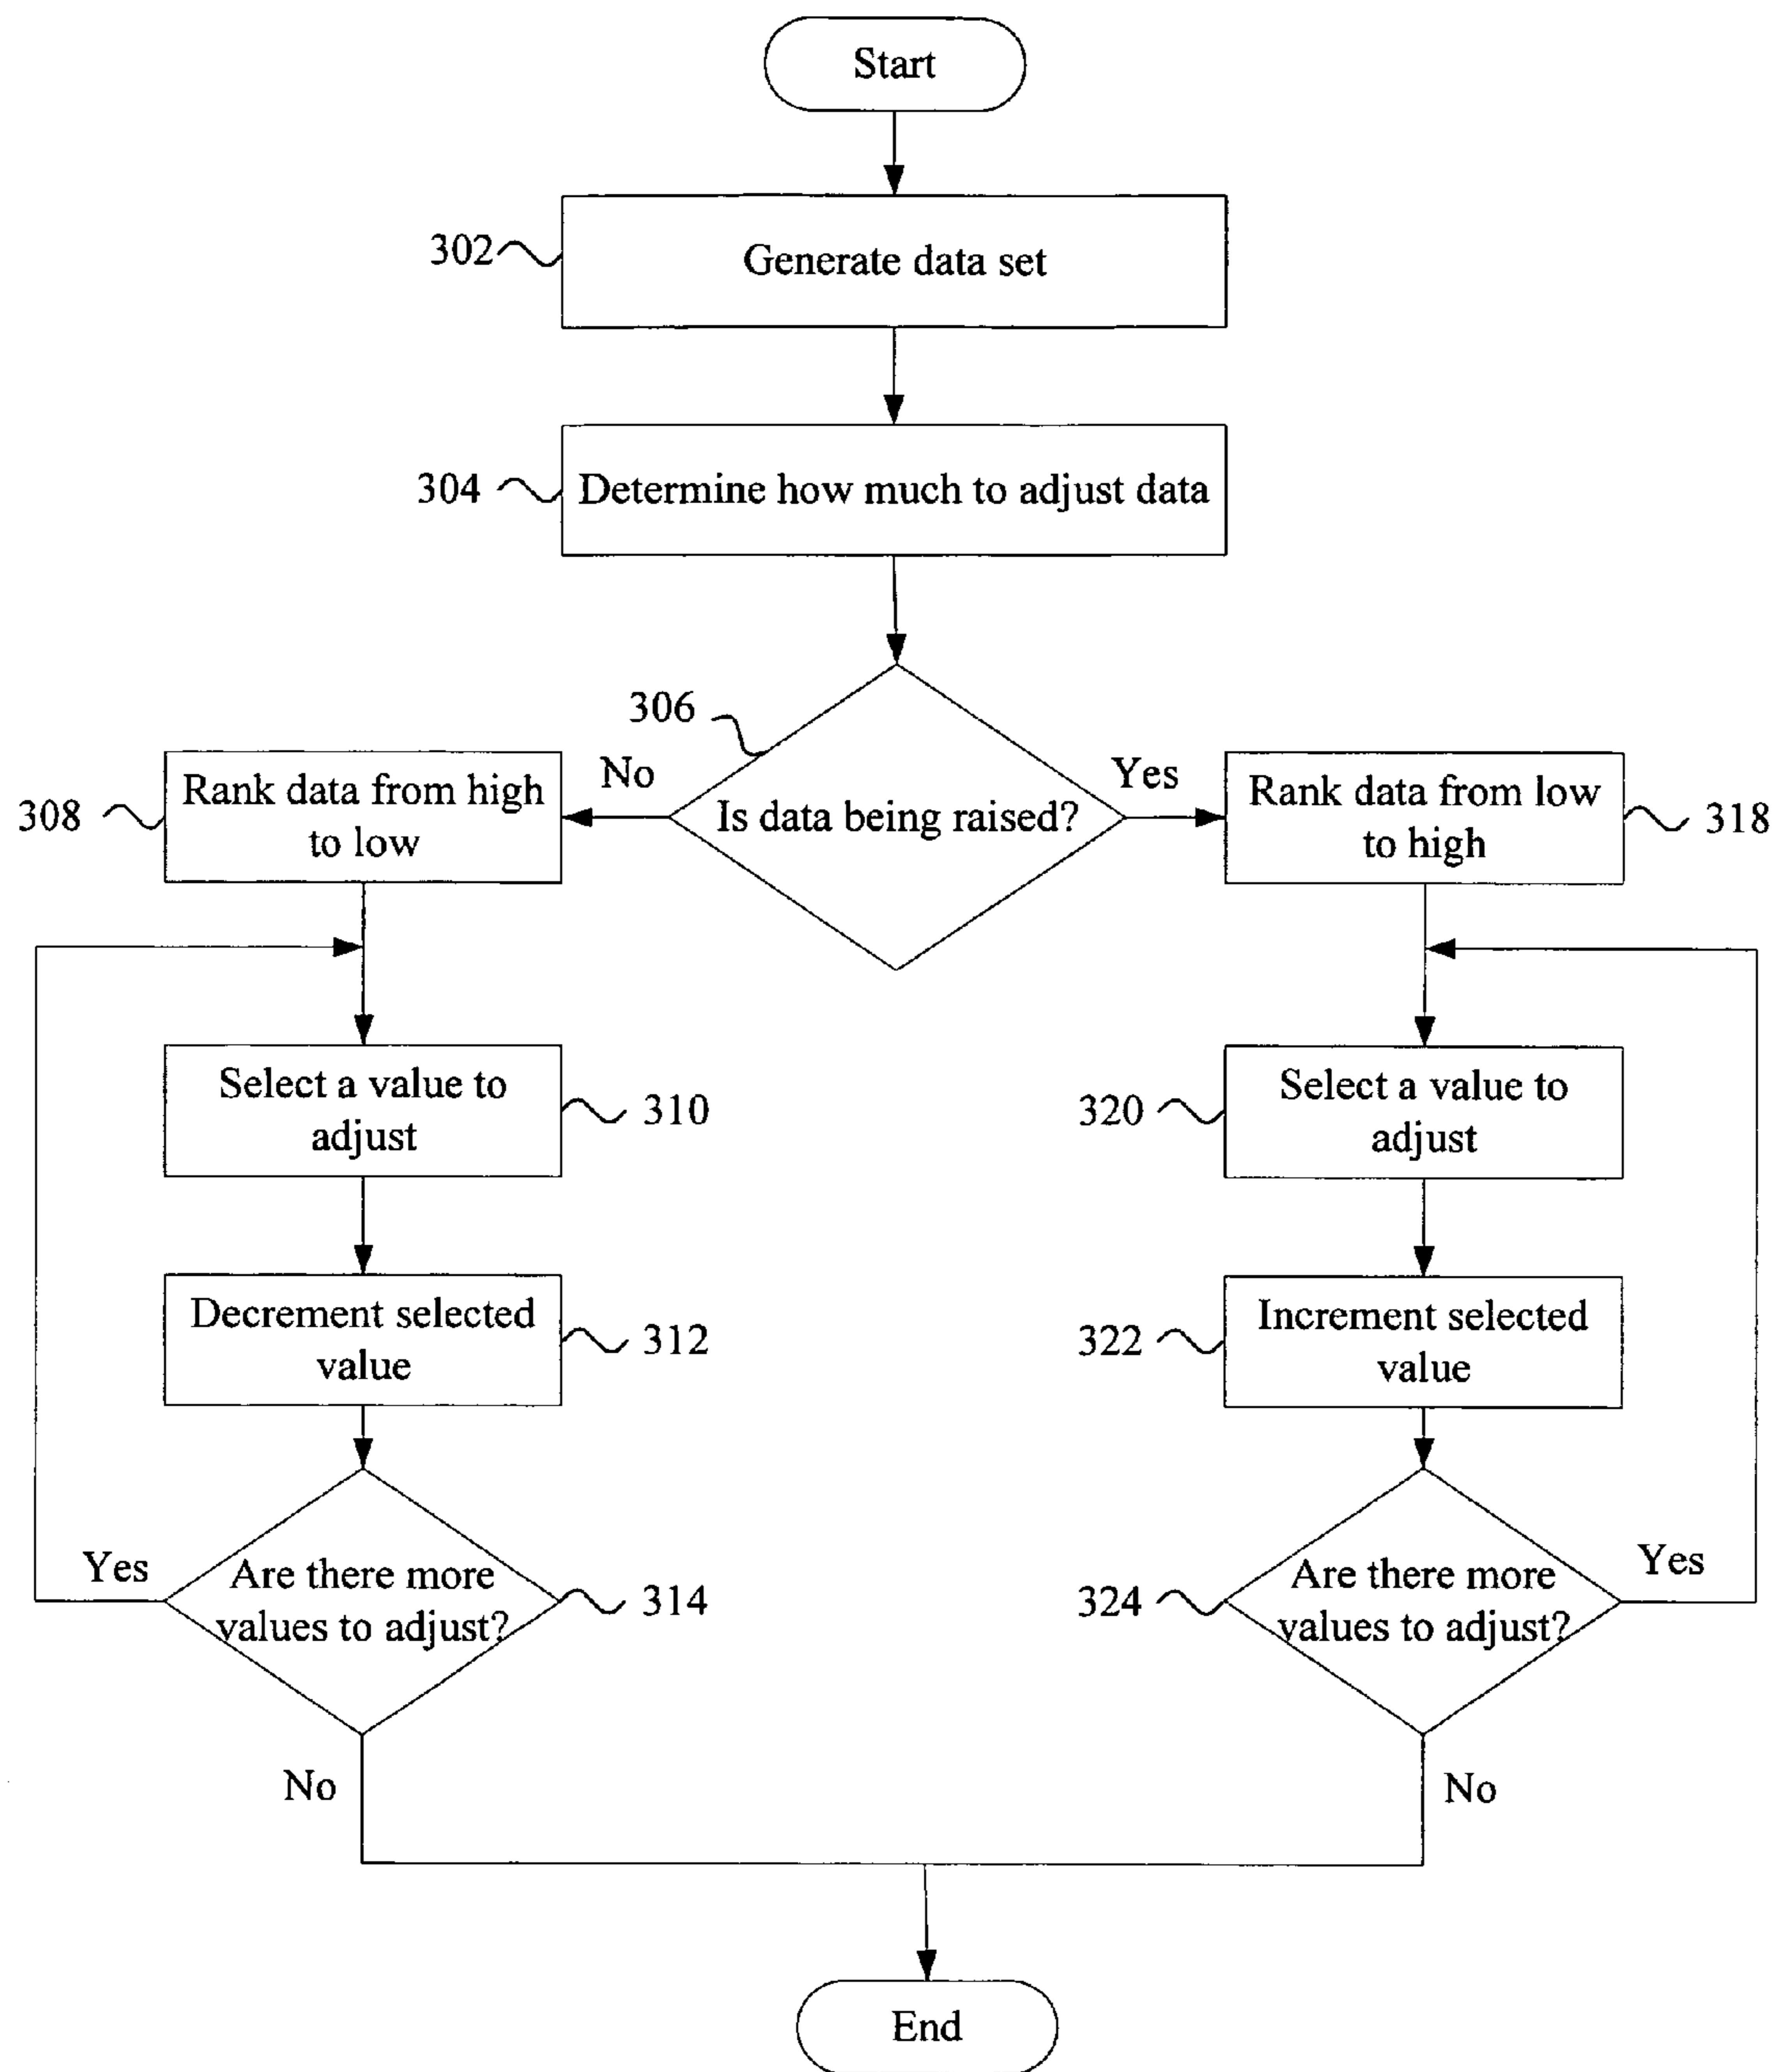 Start
302
Generate data set
304
Determine how much to adjust data
306
Is data being raised?
No
Yes
308
Rank data from high
to low
Rank data from low
to high
318
Select a value to
adjust
310
320
Select a value to
adjust
Decrement selected
value
312
322
Increment selected
value
Yes
Are there more
values to adjust?
314
324
Are there more
values to adjust?
Yes
No
No
End